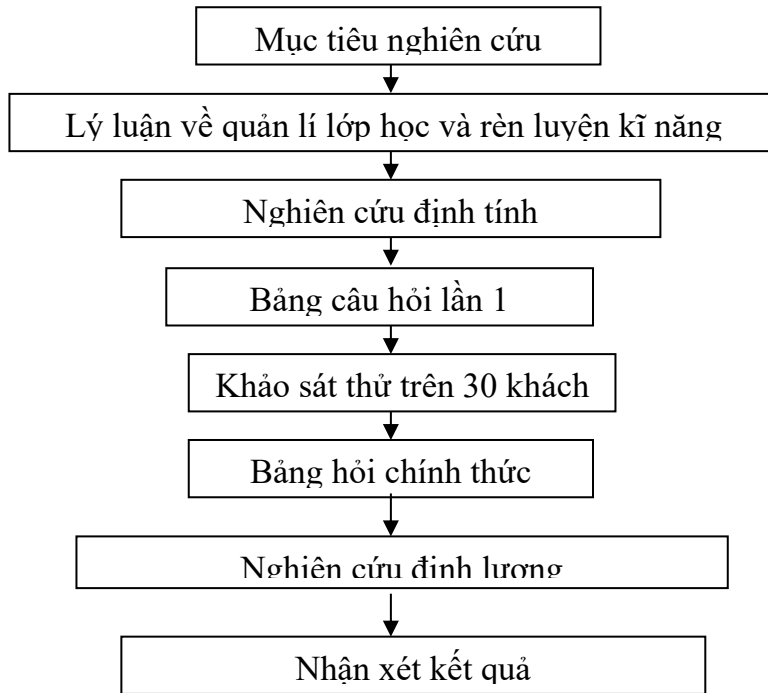 Mục tiêu nghiên cứu
Lý luận về quản lí lớp học và rèn luyện kĩ năng
Nghiên cứu định tính
Bảng câu hỏi lần 1
Khảo sát thử trên 30 khách
Bảng hỏi chính thức
Nghiên cứu định lượng
Nhận xét kết quả